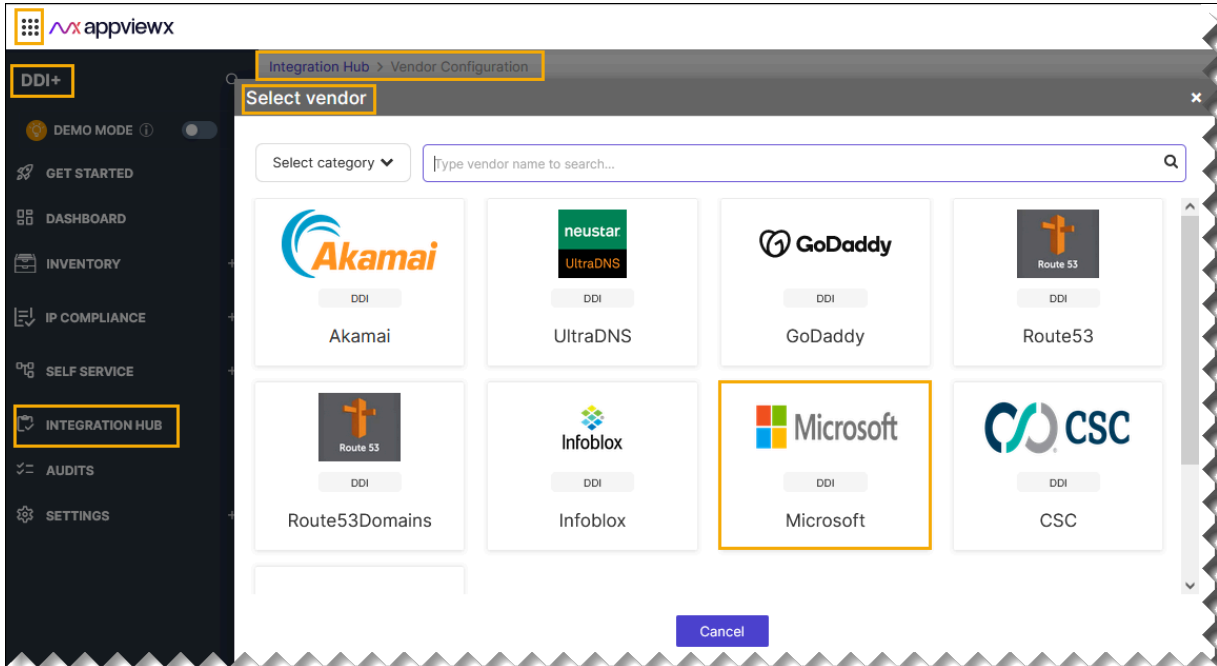 appviewx
DDI+
DEMO MODE
GET STARTED
DASHBOARD
INVENTORY +
IP COMPLIANCE +
SELF SERVICE +
INTEGRATION HUB
AUDITS
SETTINGS +
Integration Hub > Vendor Configuration
Select vendor ×
Select category
Type vendor name to search...
Akamai
DDI
Akamai
neustar
UltraDNS
DDI
UltraDNS
GoDaddy
DDI
GoDaddy
Route 53
DDI
Route53
Route 53
DDI
Route53Domains
Infoblox
DDI
Infoblox
Microsoft
DDI
Microsoft
CSC
DDI
CSC
Cancel